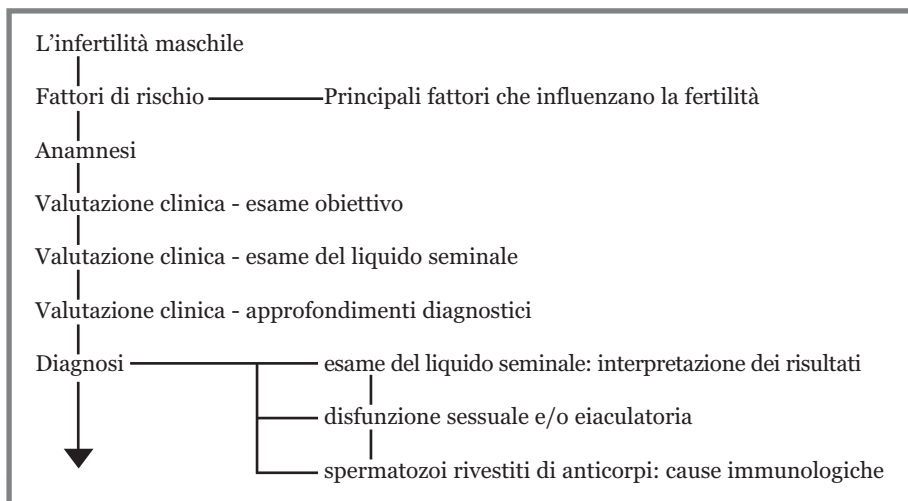 L'infertilità maschile
Fattori di rischio Principali fattori che influenzano la fertilità
Anamnesi
Valutazione clinica - esame obiettivo
Valutazione clinica - esame del liquido seminale
Valutazione clinica - approfondimenti diagnostici
Diagnosi esame del liquido seminale: interpretazione dei risultati
disfunzione sessuale e/o eiaculatoria
spermatozoi rivestiti di anticorpi: cause immunologiche